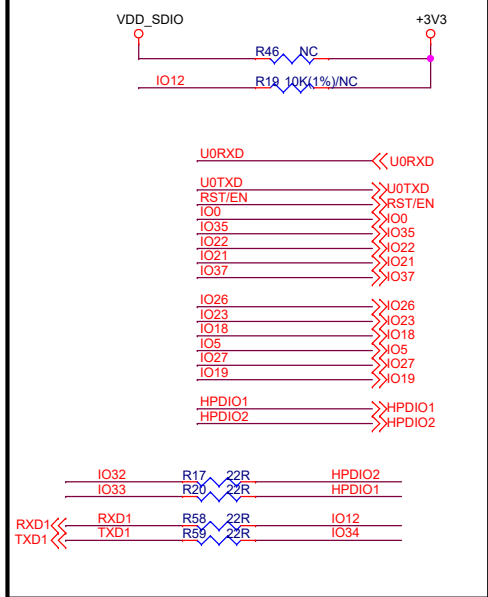 VDD_SDIO +3V3
R46 NC
IO12 R19 10K(1%)/NC
U0RXD U0RXD
U0TXD U0TXD
RST/EN RST/EN
IO0 IO0
IO35 IO35
IO22 IO22
IO21 IO21
IO37 IO37
IO26 IO26
IO23 IO23
IO18 IO18
IO5 IO5
IO27 IO27
IO19 IO19
HPDIO1 HPDIO1
HPDIO2 HPDIO2
IO32 R17 22R HPDIO2
IO33 R20 22R HPDIO1
RXD1 RXD1 R58 22R IO12
TXD1 TXD1 R59 22R IO34